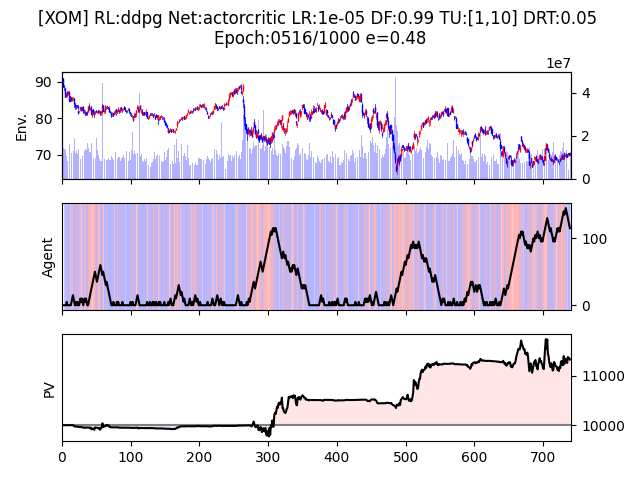 [XOM] RL:ddpg Net:actorcritic LR:1e-05 DF:0.99 TU:[1,10] DRT:0.05
Epoch:0516/1000 e=0.48
1e7
90
80
70
Env.
4
2
0
Agent
100
0
PV
11000
10000
0 100 200 300 400 500 600 700